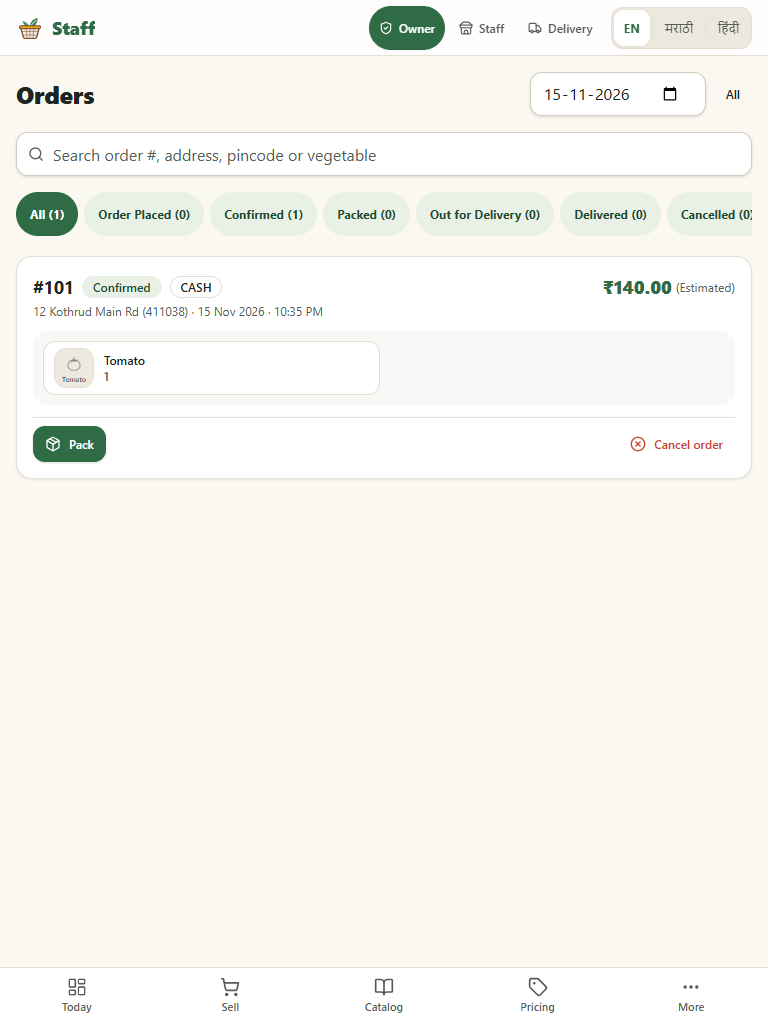 Staff
Owner
Staff
Delivery
EN
मराठी
हिंदी
Orders
15-11-2026
All
Search order #, address, pincode or vegetable
All (1)
Order Placed (0)
Confirmed (1)
Packed (0)
Out for Delivery (0)
Delivered (0)
Cancelled (0)
#101
Confirmed
CASH
₹140.00 (Estimated)
12 Kothrud Main Rd (411038) · 15 Nov 2026 · 10:35 PM
Tomato
Tomato
1
Pack
Cancel order
Today
Sell
Catalog
Pricing
More